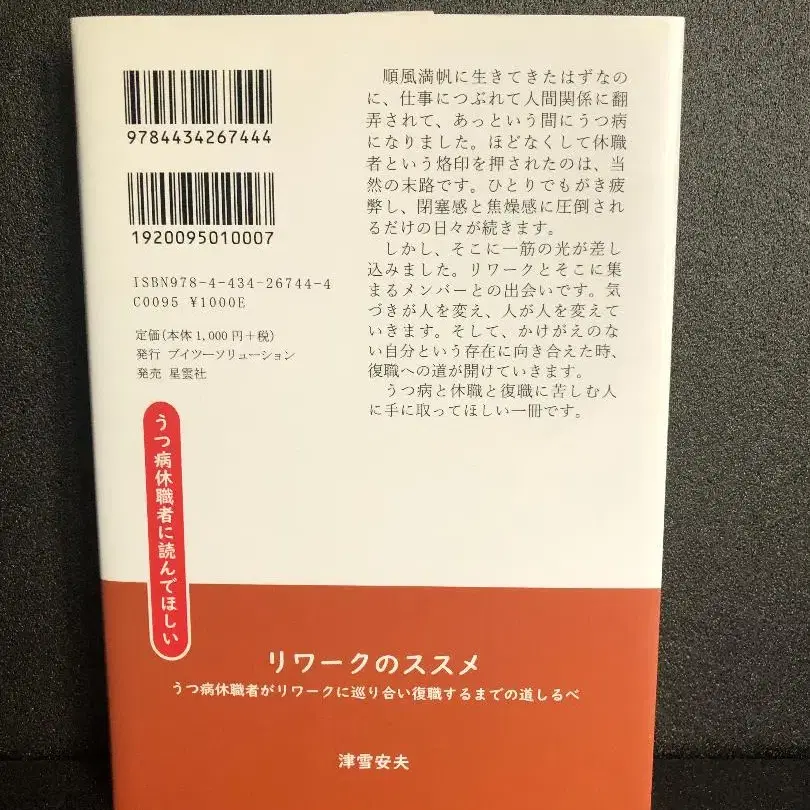 9784434267444
1920095010007
ISBN978-4-434-26744-4
C0095 ¥1000E
定価(本体1,000円+税)
発行 ブイツーソリューション
発売 星雲社
順風満帆に生きてきたはずなの
に、仕事につぶれて人間関係に翻
弄されて、あっという間にうつ病
になりました。ほどなくして休職
者という烙印を押されたのは、当
然の末路です。ひとりでもがき疲
弊し、閉塞感と焦燥感に圧倒され
るだけの日々が続きます。
しかし、そこに一筋の光が差し
込みました。リワークとそこに集
まるメンバーとの出会いです。気
づきが人を変え、人が人を変えて
いきます。そして、かけがえのな
い自分という存在に向き合えた時、
復職への道が開けていきます。
うつ病と休職と復職に苦しむ人
に手に取ってほしい一冊です。
うつ病休職者に読んでほしい
リワークのススメ
うつ病休職者がリワークに巡り合い復職するまでの道しるべ
津雪安夫